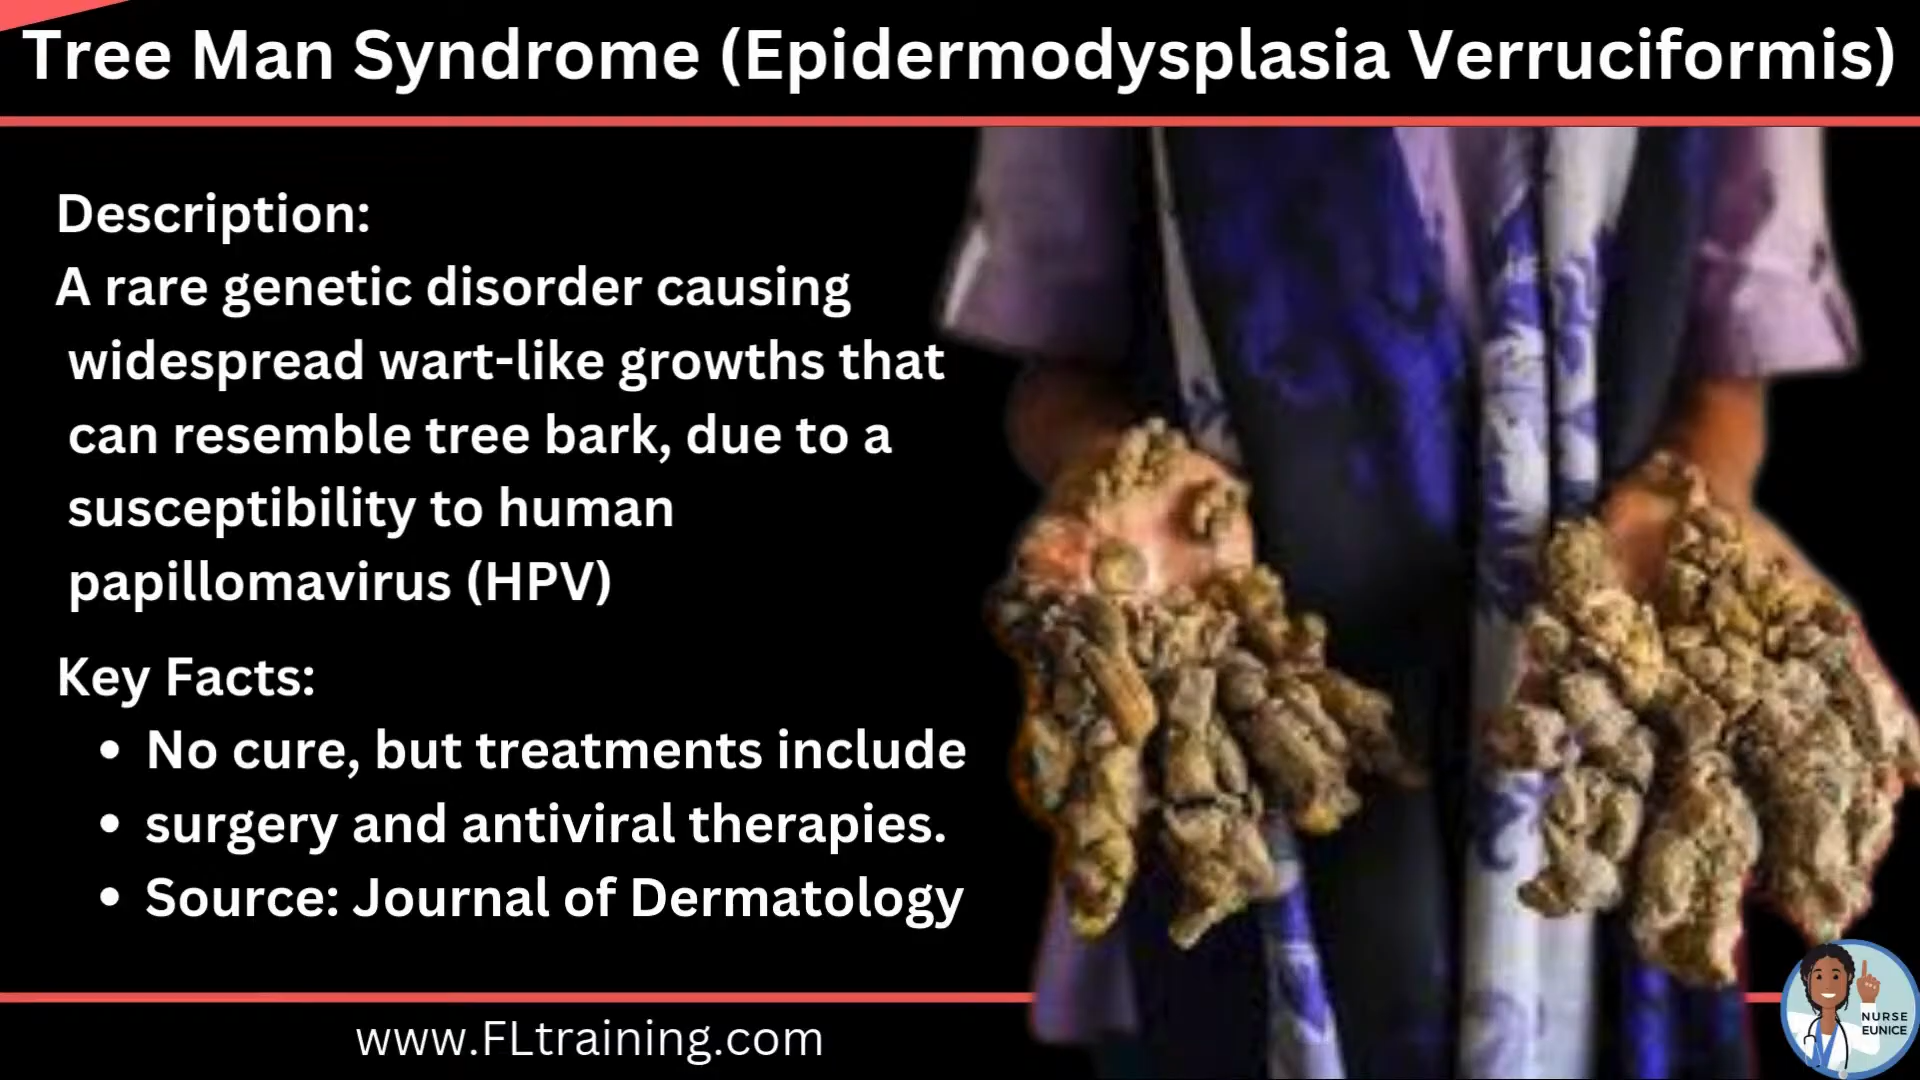 Tree Man Syndrome (Epidermodysplasia Verruciformis)
Description:
A rare genetic disorder causing
widespread wart-like growths that
can resemble tree bark, due to a
susceptibility to human
papillomavirus (HPV)
Key Facts:
• No cure, but treatments include
• surgery and antiviral therapies.
• Source: Journal of Dermatology
www.FLtraining.com
NURSE
EUNICE